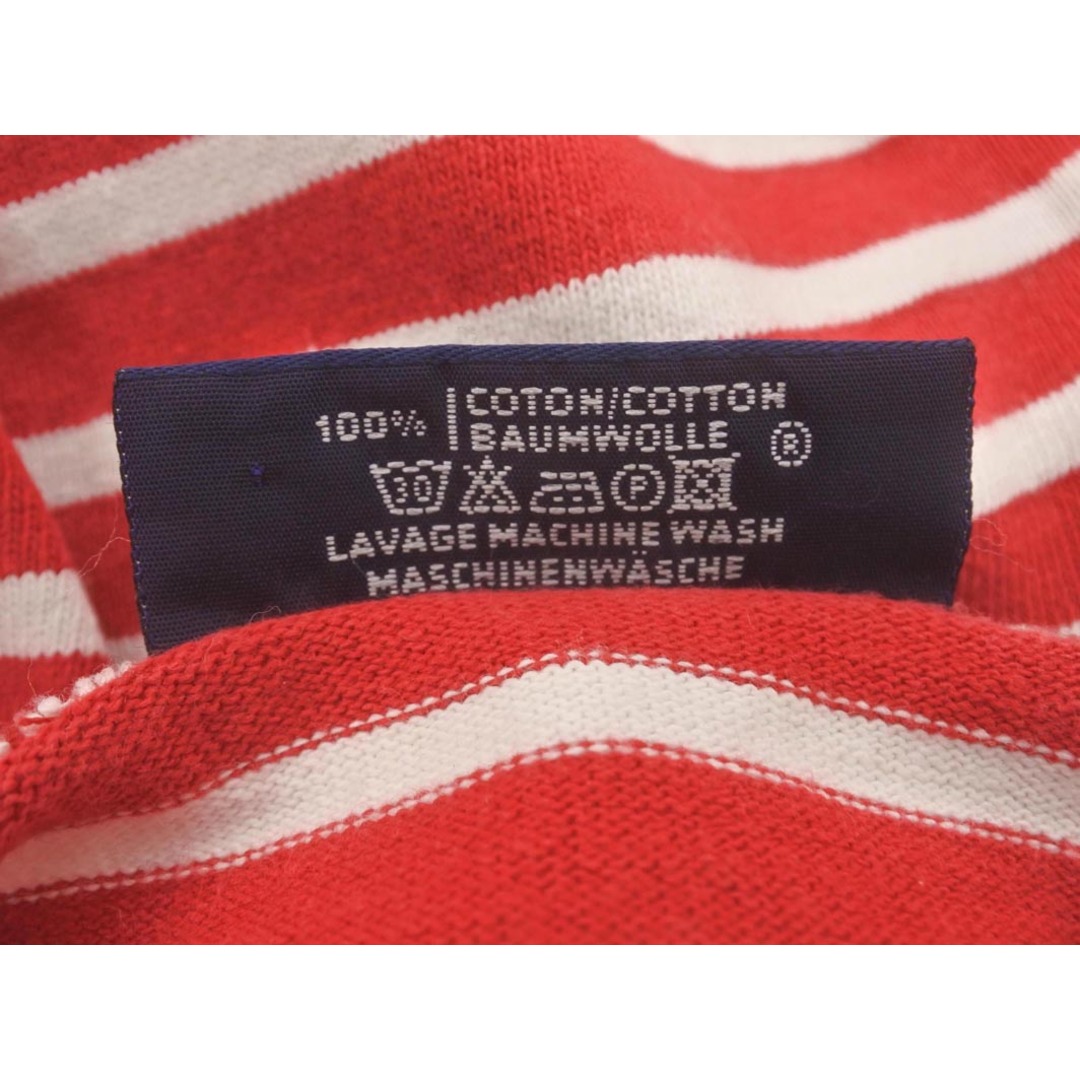 100% COTON/COTTON
BAUMWOLLE ®
30 P
LAVAGE MACHINE WASH
MASCHINENWÄSCHE